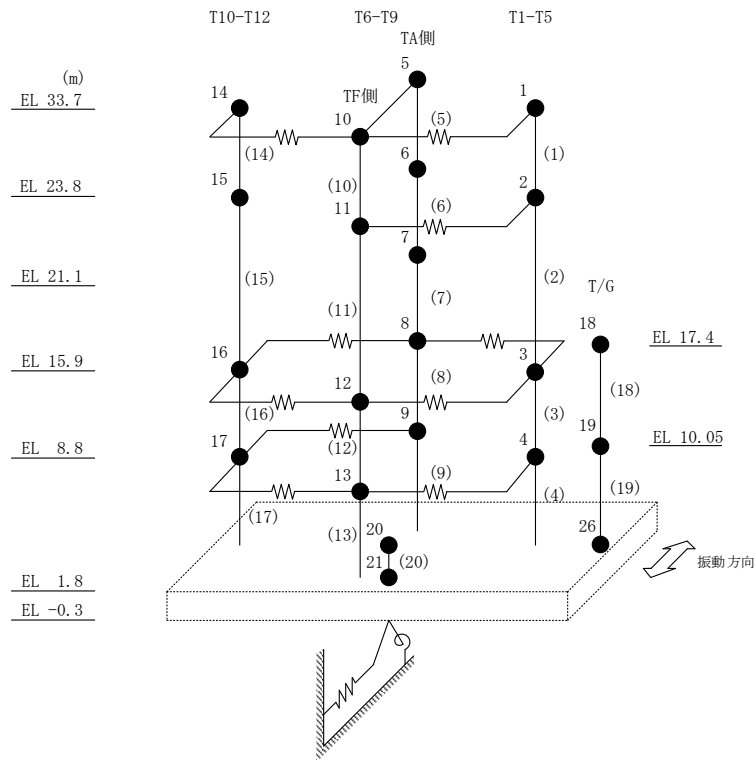 T10-T12
T6-T9
T1-T5
TA側
(m)
5
EL 33.7
14
TF側
1
10
(5)
(14)
(1)
6
EL 23.8
15
(10)
2
11
(6)
7
EL 21.1
(15)
(2)
T/G
(7)
(11)
8
18
EL 17.4
EL 15.9
16
3
12
(8)
(18)
(16)
9
(3)
19
EL 8.8
17
(12)
4
EL 10.05
13
(9)
(4)
(19)
(17)
20
26
(13)
21
(20)
振動方向
EL 1.8
EL -0.3